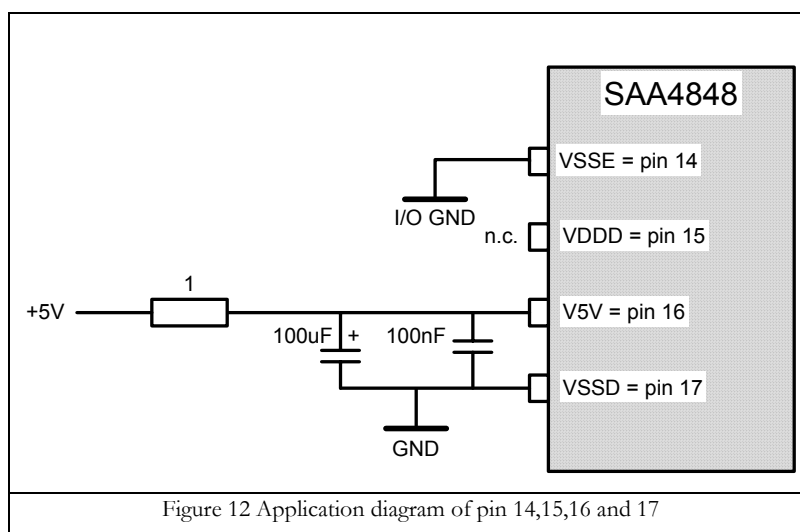 SAA4848
VSSE = pin 14
I/O GND
n.c.
VDDD = pin 15
1
+5V
V5V = pin 16
100uF
+
100nF
VSSD = pin 17
GND
Figure 12 Application diagram of pin 14,15,16 and 17